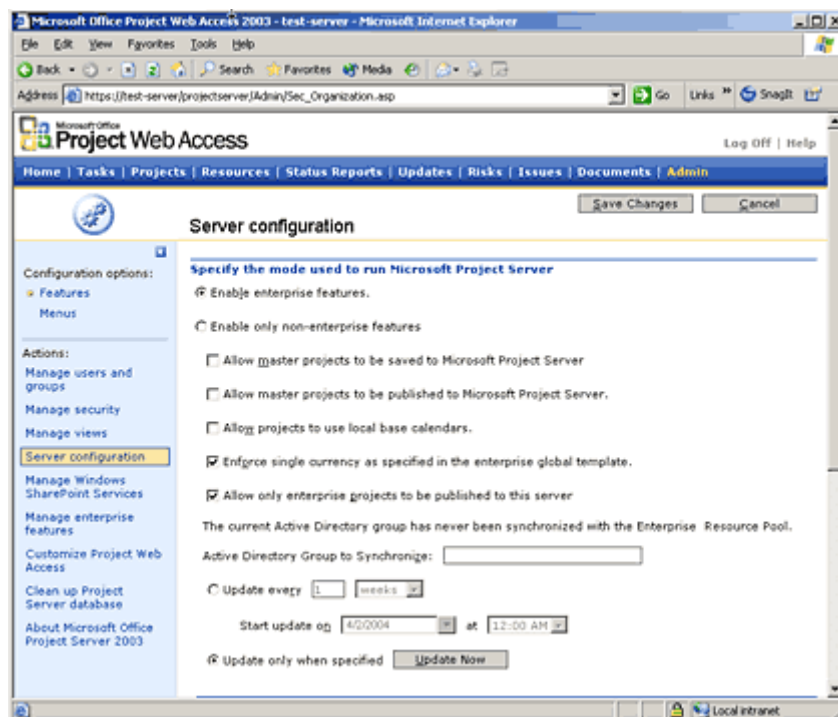 Microsoft Office Project Web Access 2003 - test-server - Microsoft Internet Explorer
File Edit View Favorites Tools Help
Back Search Favorites Media
Address https://test-server/projectserver/Admin/Sec_Organization.asp Go Links » SnagIt
Microsoft Office
Project Web Access
Log Off | Help
Home | Tasks | Projects | Resources | Status Reports | Updates | Risks | Issues | Documents | Admin
Save Changes Cancel
Server configuration
Configuration options:
Features
Menus
Actions:
Manage users and
groups
Manage security
Manage views
Server configuration
Manage Windows
SharePoint Services
Manage enterprise
features
Customize Project Web
Access
Clean up Project
Server database
About Microsoft Office
Project Server 2003
Specify the mode used to run Microsoft Project Server
Enable enterprise features.
Enable only non-enterprise features
Allow master projects to be saved to Microsoft Project Server
Allow master projects to be published to Microsoft Project Server.
Allow projects to use local base calendars.
Enforce single currency as specified in the enterprise global template.
Allow only enterprise projects to be published to this server
The current Active Directory group has never been synchronized with the Enterprise Resource Pool.
Active Directory Group to Synchronize:
Update every 1 weeks
Start update on 4/2/2004 at 12:00 AM
Update only when specified Update Now
Local intranet